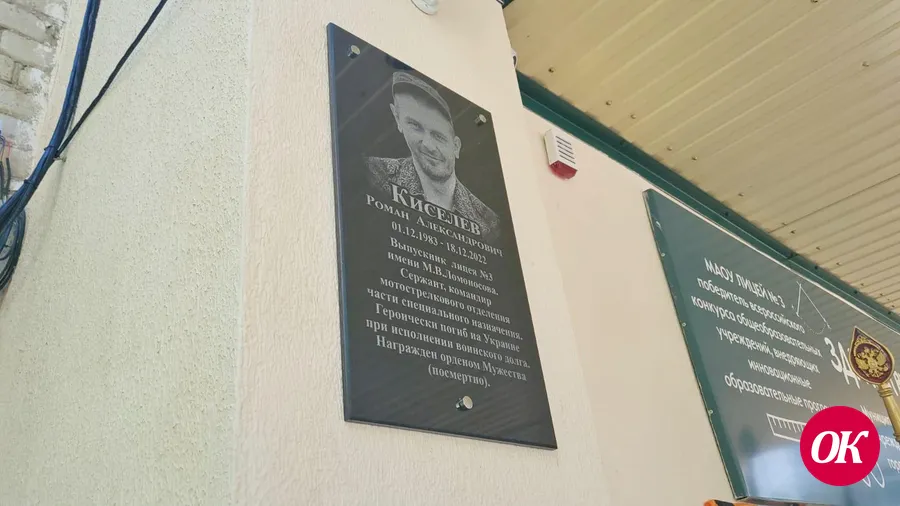 Киселев
Роман Александрович
01.12.1983 - 18.12.2022
Выпускник лицея №3
имени М.В.Ломоносова.
Сержант, командир
мотострелкового отделения
части специального назначения.
Героически погиб на Украине
при исполнении воинского долга.
Награжден орденом Мужества
(посмертно).
МАОУ ЛИЦЕЙ № 3
победитель всероссийского
конкурса общеобразовательных
учреждений, внедряющих
инновационные
образовательные
ОК